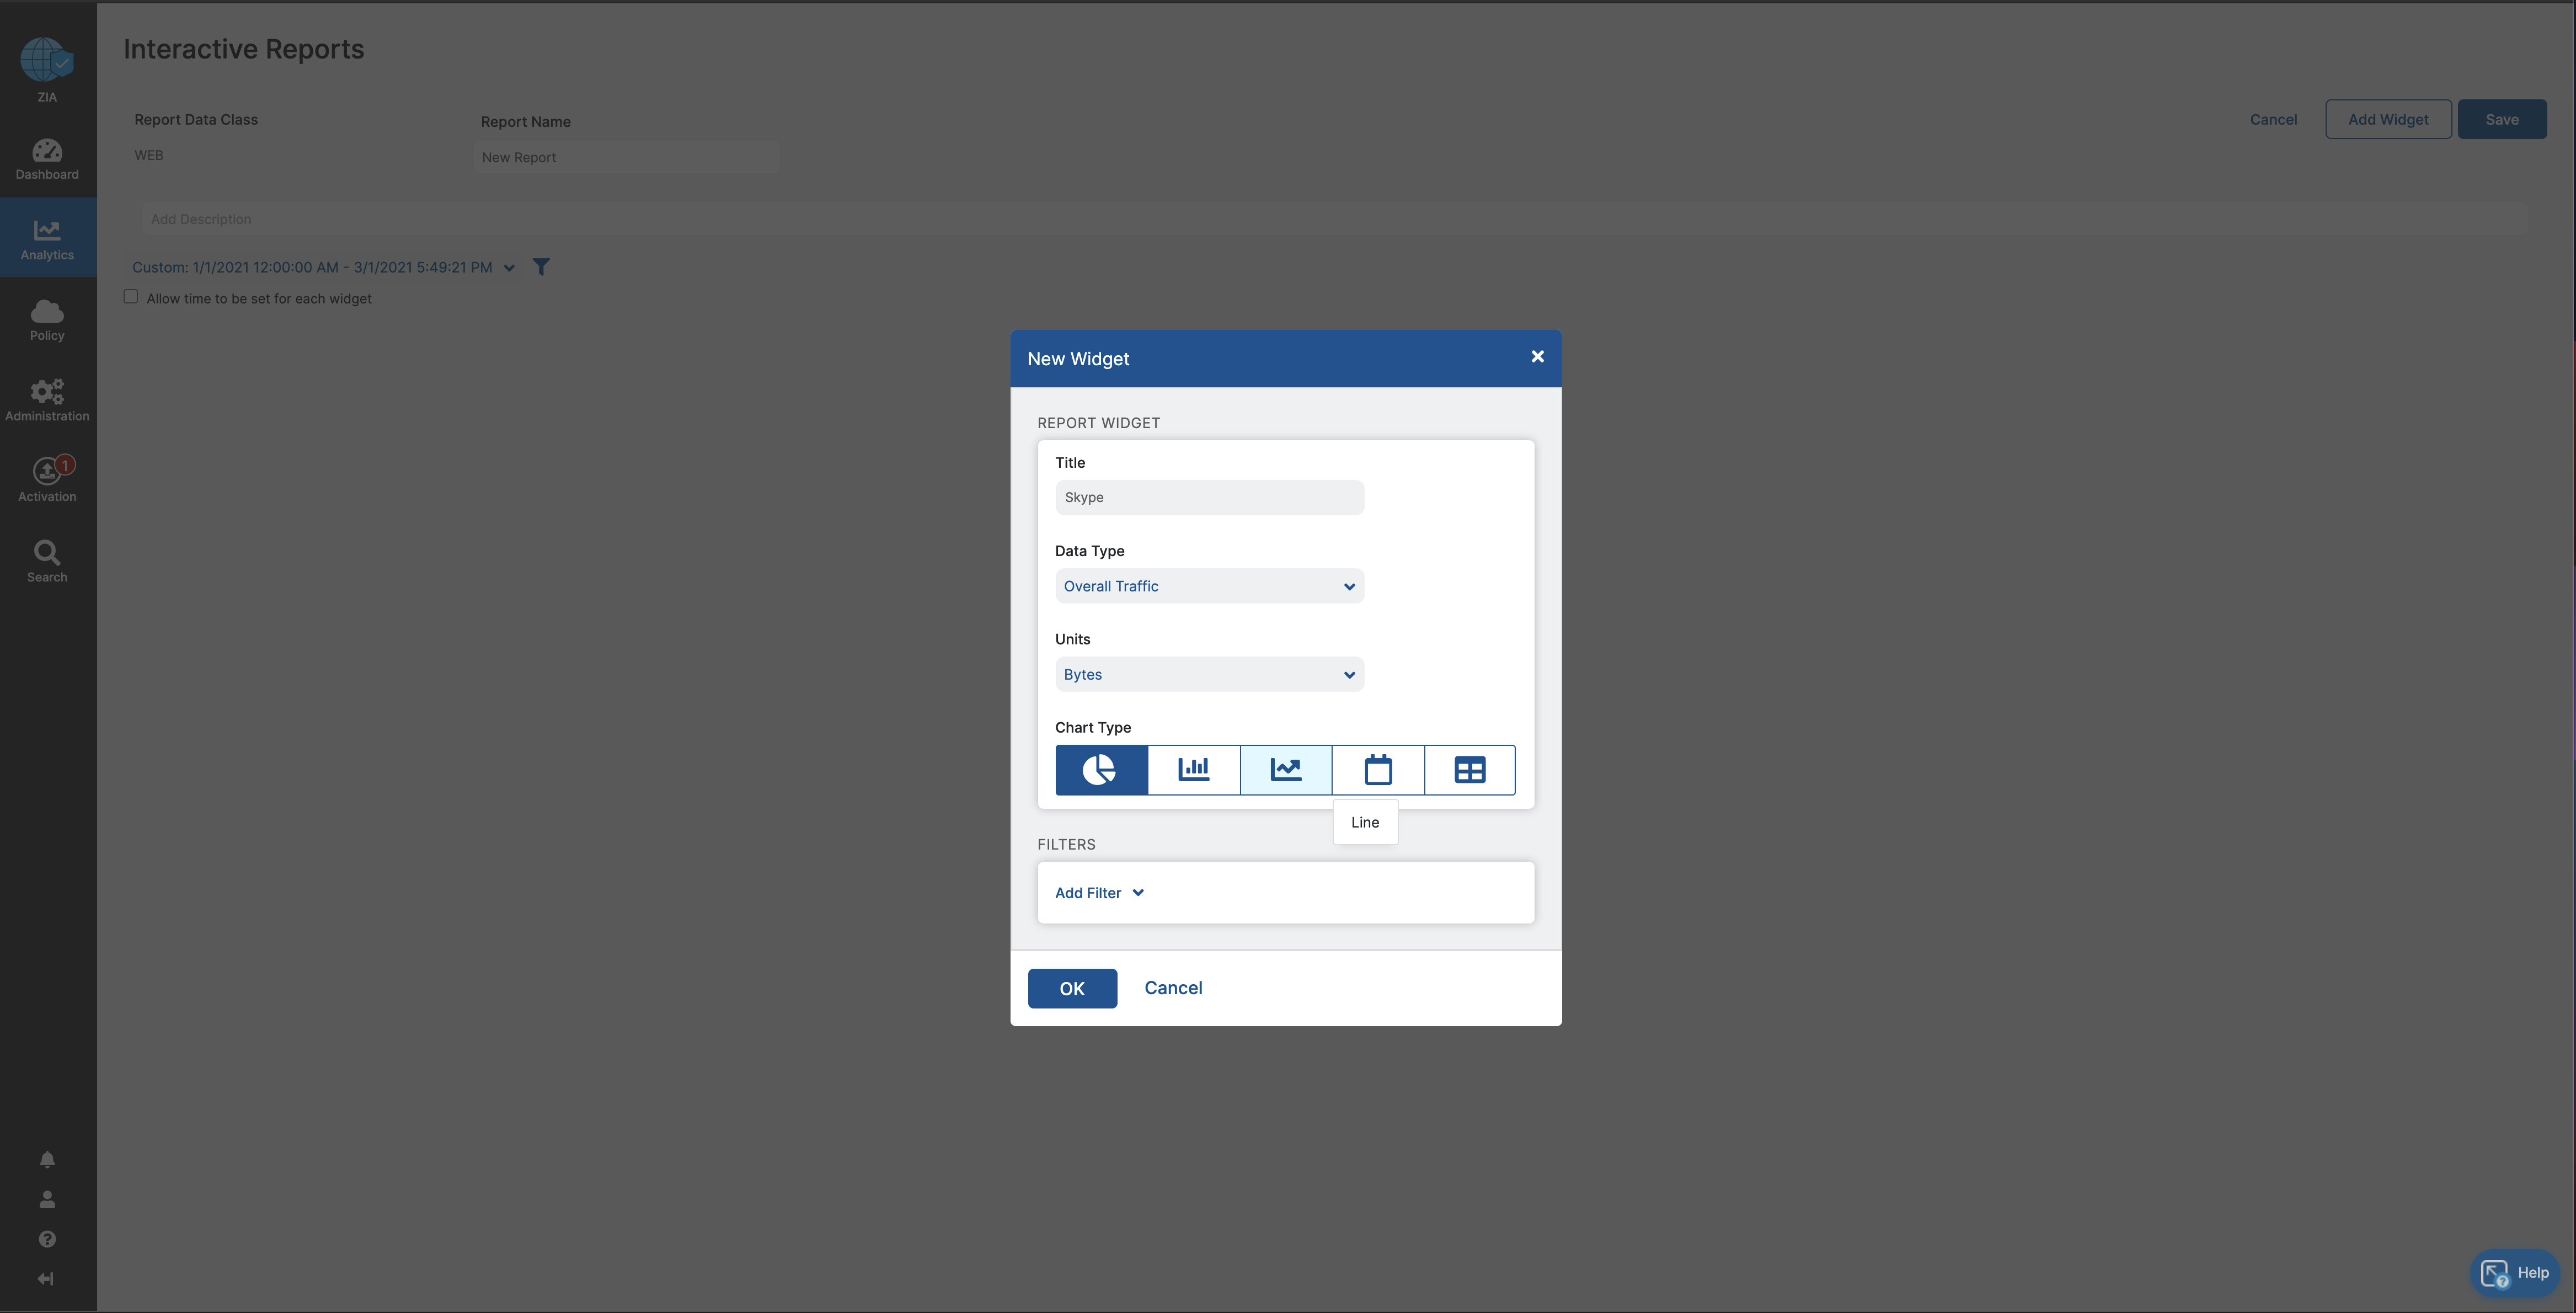 ZIA
Dashboard
Analytics
Policy
Administration
1
Activation
Search
Interactive Reports
Report Data Class
WEB
Report Name
New Report
Cancel
Add Widget
Save
Add Description
Custom: 1/1/2021 12:00:00 AM - 3/1/2021 5:49:21 PM
Allow time to be set for each widget
New Widget
REPORT WIDGET
Title
Skype
Data Type
Overall Traffic
Units
Bytes
Chart Type
Line
FILTERS
Add Filter
OK
Cancel
Help